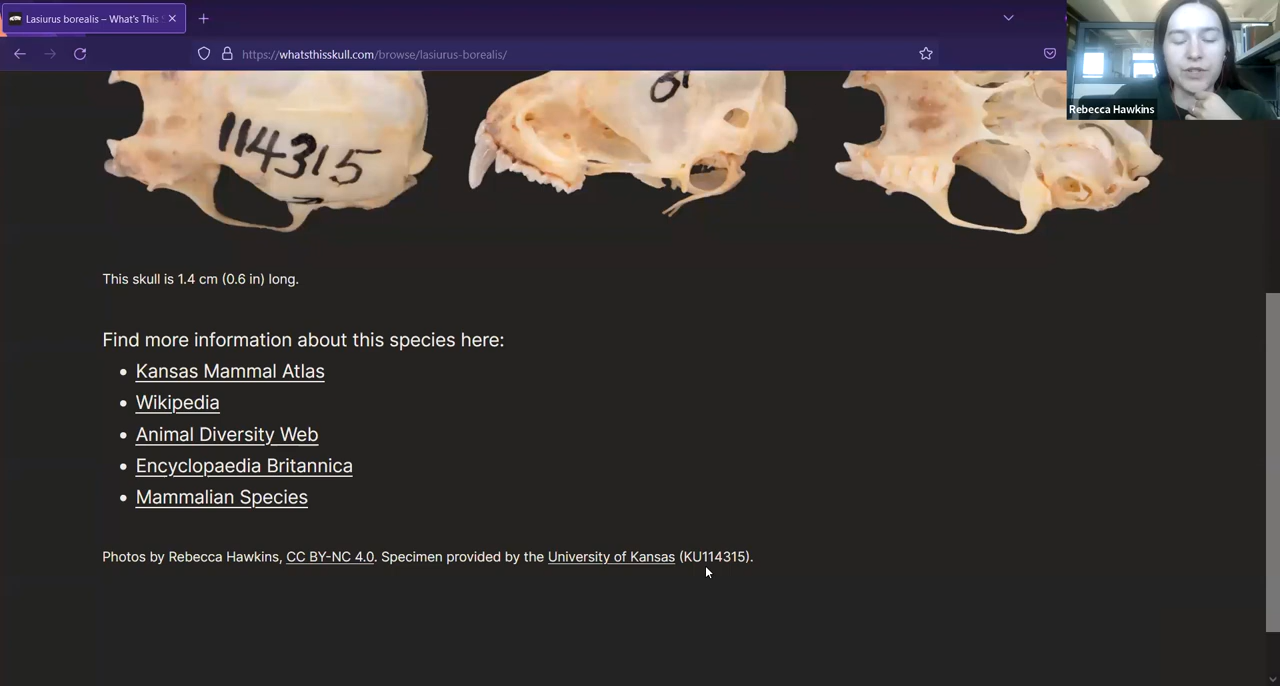 Lasiurus borealis – What's This
https://whatsthisskull.com/browse/lasiurus-borealis/
Rebecca Hawkins
114315
This skull is 1.4 cm (0.6 in) long.
Find more information about this species here:
• Kansas Mammal Atlas
• Wikipedia
• Animal Diversity Web
• Encyclopaedia Britannica
• Mammalian Species
Photos by Rebecca Hawkins, CC BY-NC 4.0. Specimen provided by the University of Kansas (KU114315).